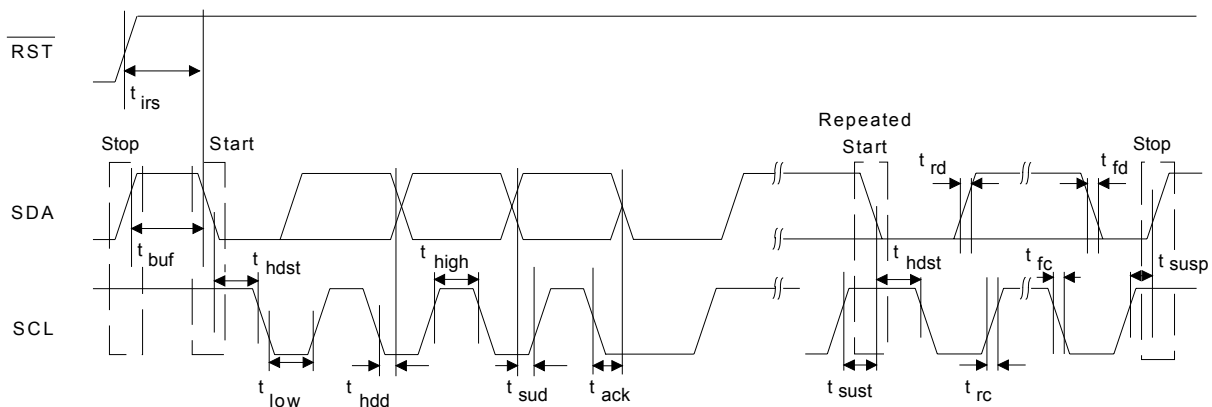 RST
t irs
Repeated
Stop Start Start Stop
t rd t fd
SDA
t buf t hdst t high t hdst t fc t susp
SCL
t low t hdd t sud t ack t sust t rc